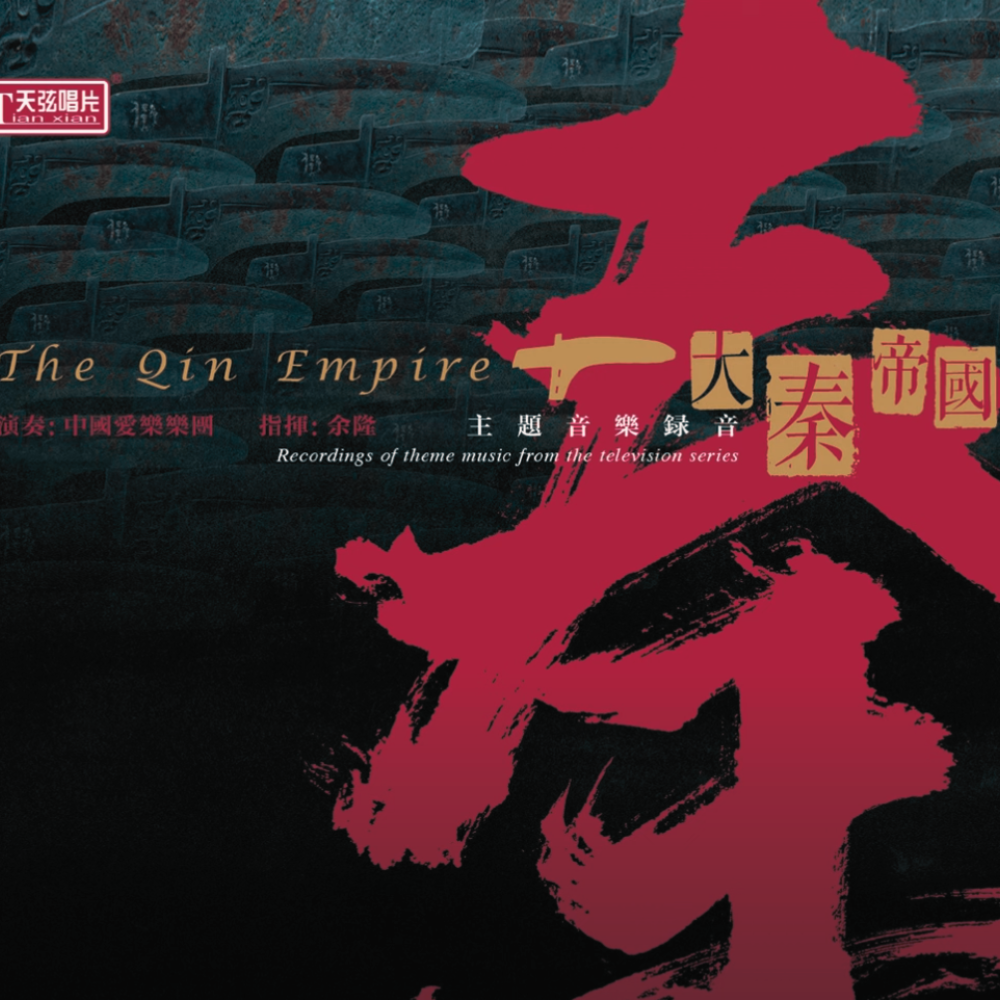 天弦唱片
Tian xian
The Qin Empire 大秦帝國
演奏：中國愛樂樂團 指揮：余隆 主題音樂録音
Recordings of theme music from the television series
秦